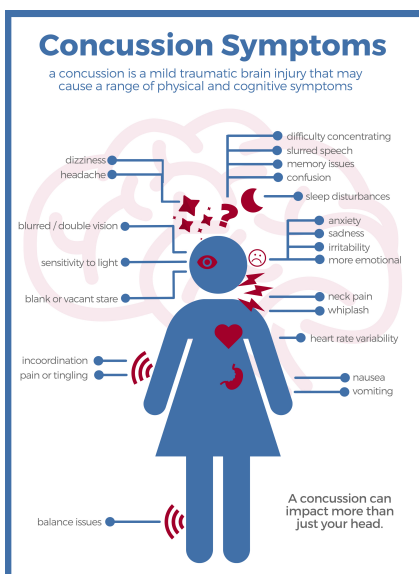 Concussion Symptoms
a concussion is a mild traumatic brain injury that may
cause a range of physical and cognitive symptoms
difficulty concentrating
slurred speech
memory issues
confusion
dizziness
headache
sleep disturbances
blurred / double vision
sensitivity to light
blank or vacant stare
anxiety
sadness
irritability
more emotional
neck pain
whiplash
heart rate variability
incoordination
pain or tingling
nausea
vomiting
balance issues
A concussion can
impact more than
just your head.